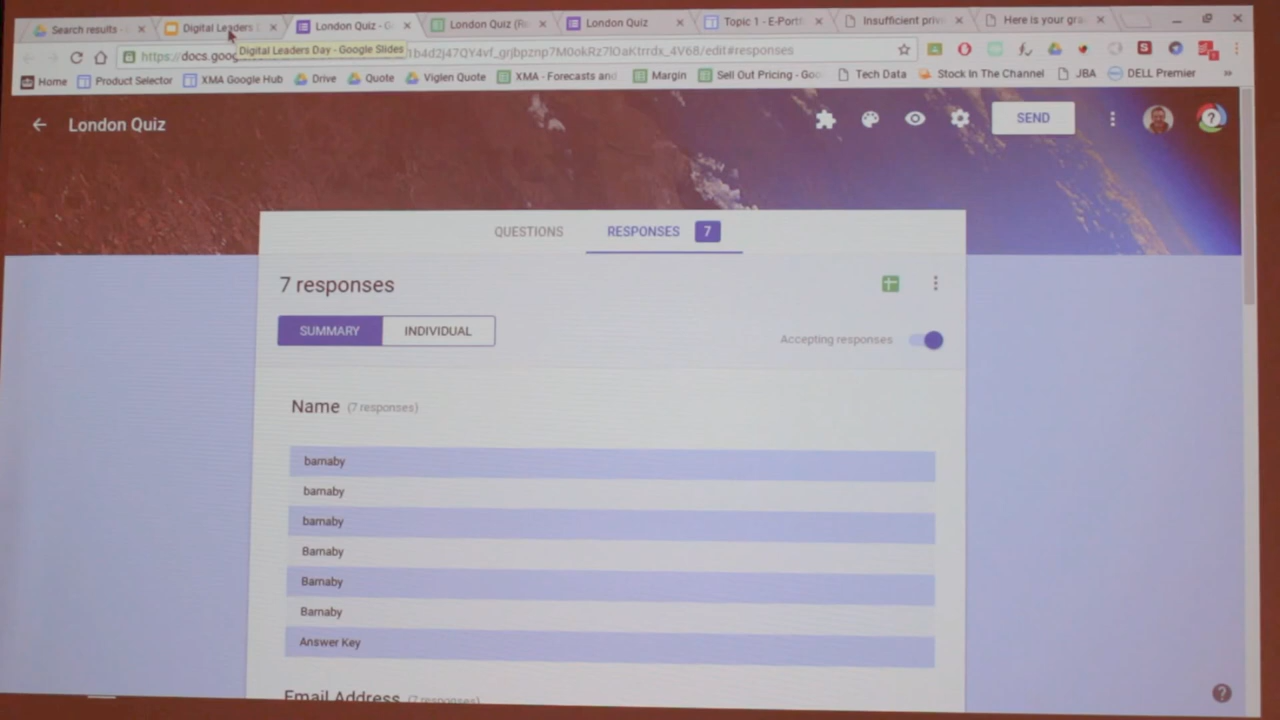 Search results -
Digital Leaders
London Quiz - G
London Quiz (R
London Quiz
Topic 1 - E-Portf
Insufficient priv
Here is your gra
https://docs.goog
Digital Leaders Day - Google Slides
/edit#responses
Home
Product Selector
XMA Google Hub
Drive
Quote
Viglen Quote
XMA - Forecasts and
Margin
Sell Out Pricing - Goo
Tech Data
Stock In The Channel
JBA
DELL Premier
»
London Quiz
SEND
QUESTIONS
RESPONSES 7
7 responses
SUMMARY
INDIVIDUAL
Accepting responses
Name (7 responses)
barnaby
barnaby
barnaby
Barnaby
Barnaby
Barnaby
Answer Key
Email Address (7 responses)